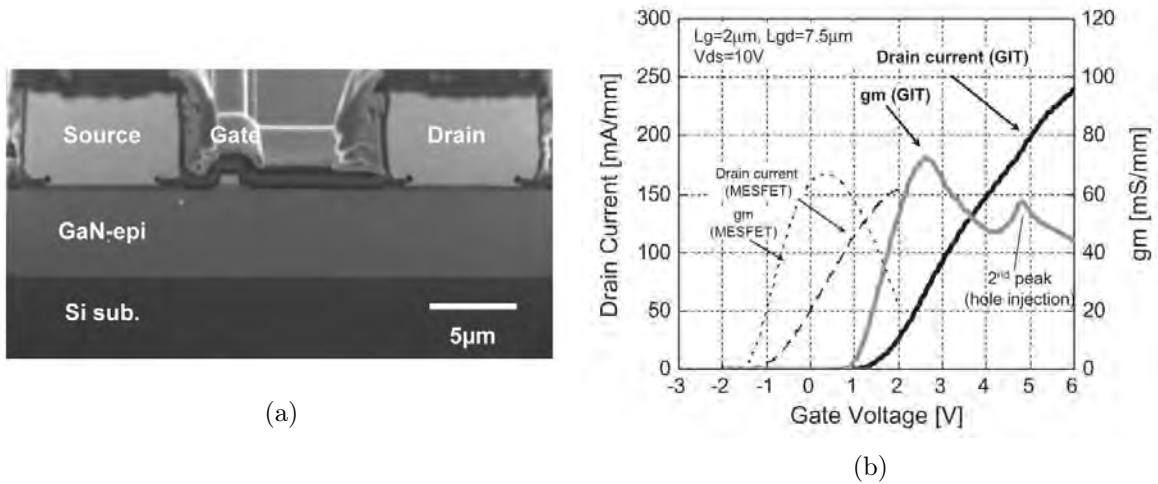 Source
Gate
Drain
GaN-epi
Si sub.
5μm
(a)
Lg=2μm, Lgd=7.5μm
Vds=10V
Drain current (GIT)
gm (GIT)
Drain current
(MESFET)
gm
(MESFET)
2nd peak
(hole injection)
300
250
200
150
100
50
0
120
100
80
60
40
20
0
-3 -2 -1 0 1 2 3 4 5 6
Drain Current [mA/mm]
gm [mS/mm]
Gate Voltage [V]
(b)